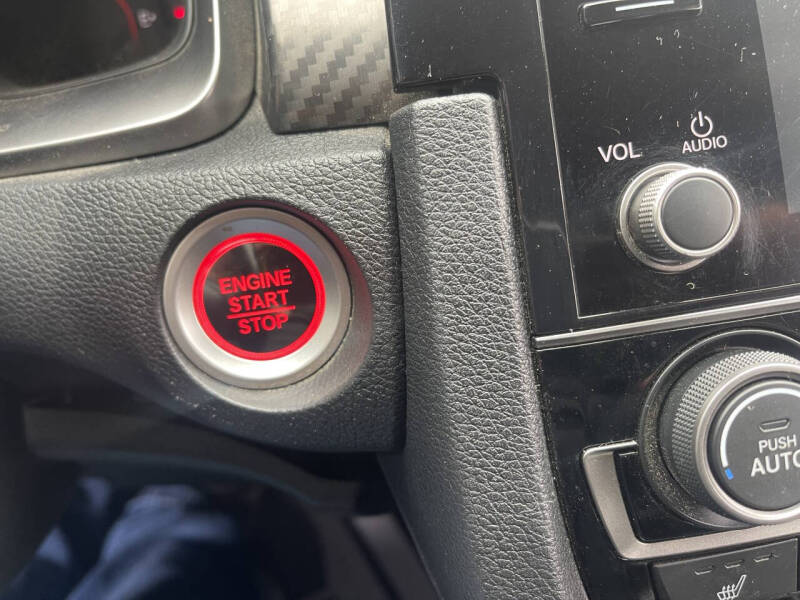 VOL
AUDIO
ENGINE
START
STOP
PUSH
AUTO